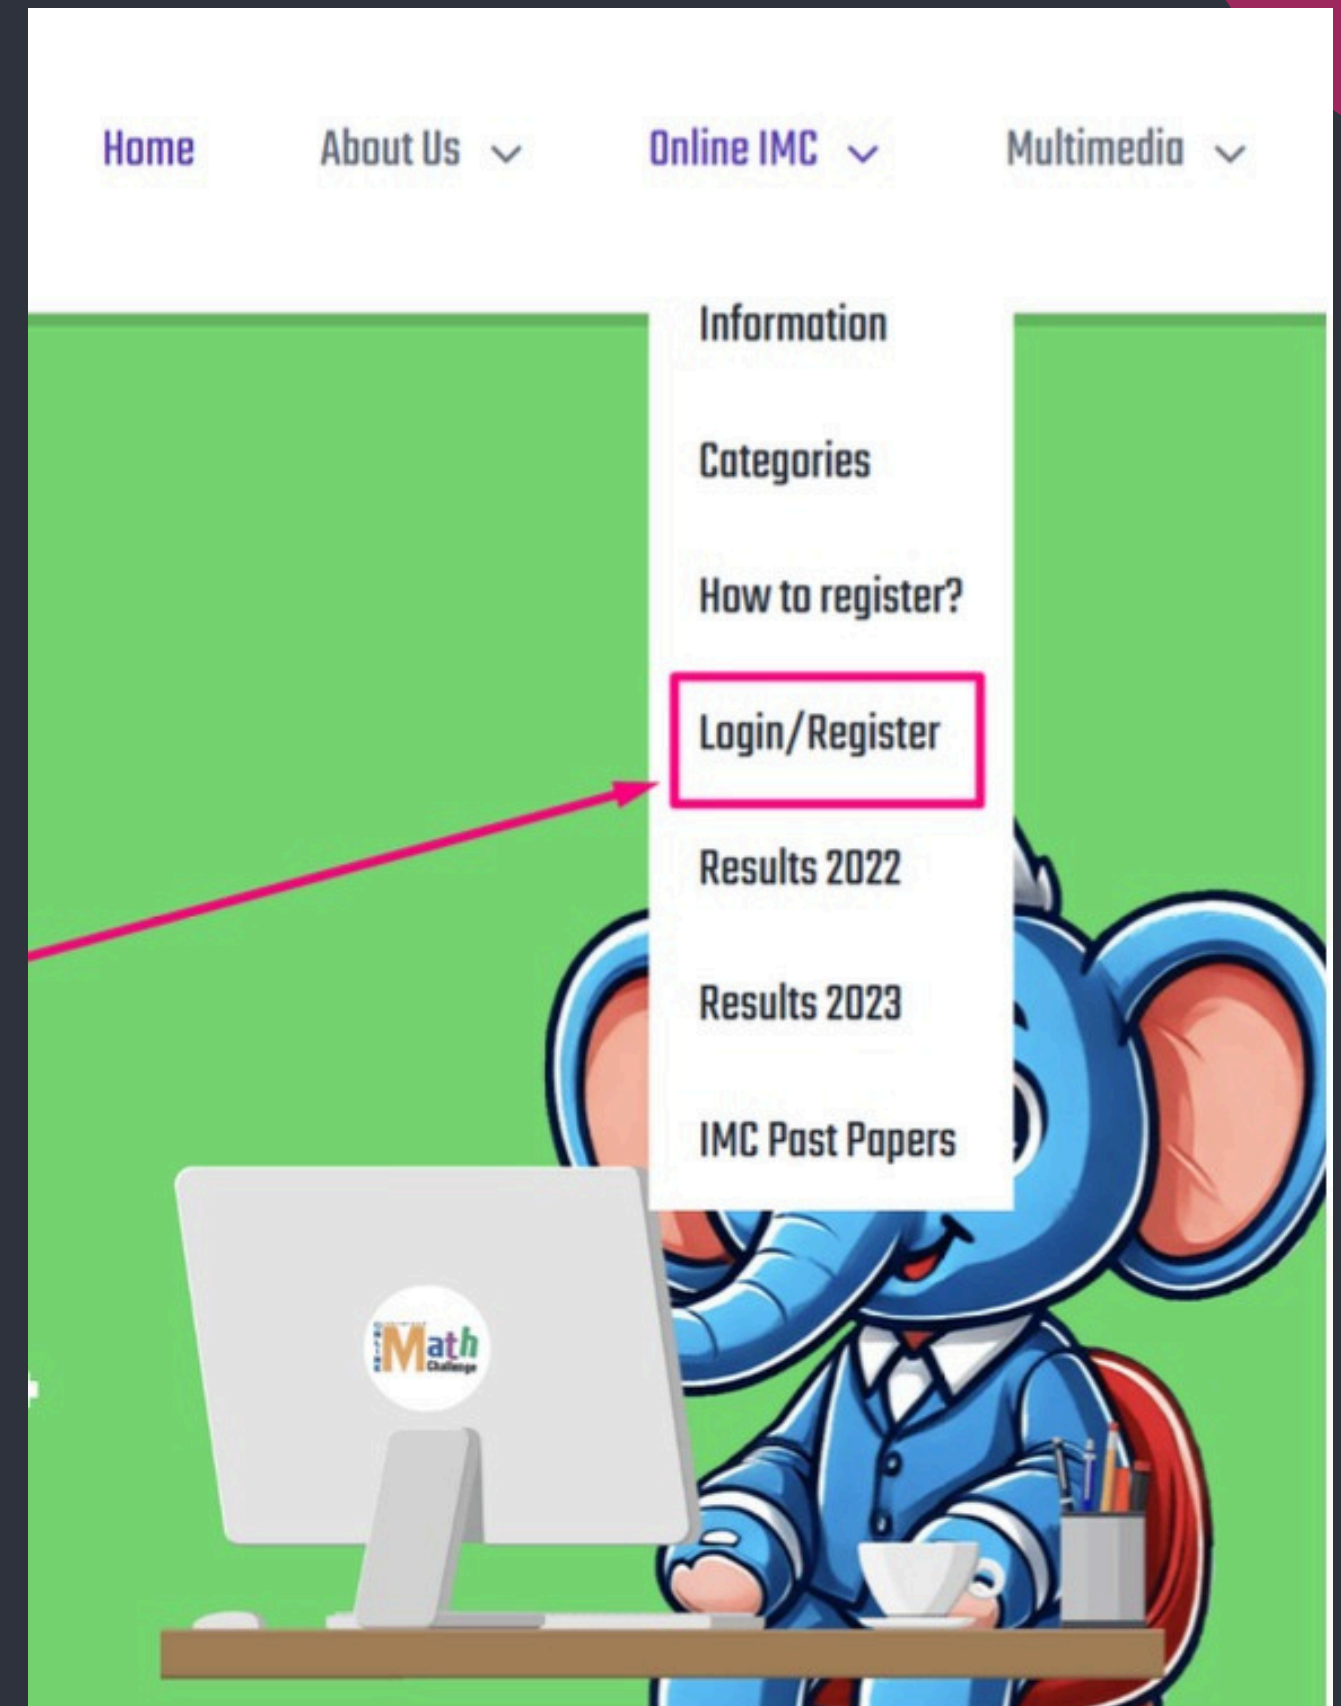 Home About Us Online IMC Multimedia
Information
Categories
How to register?
Login/Register
Results 2022
Results 2023
IMC Past Papers
Math
Challenge